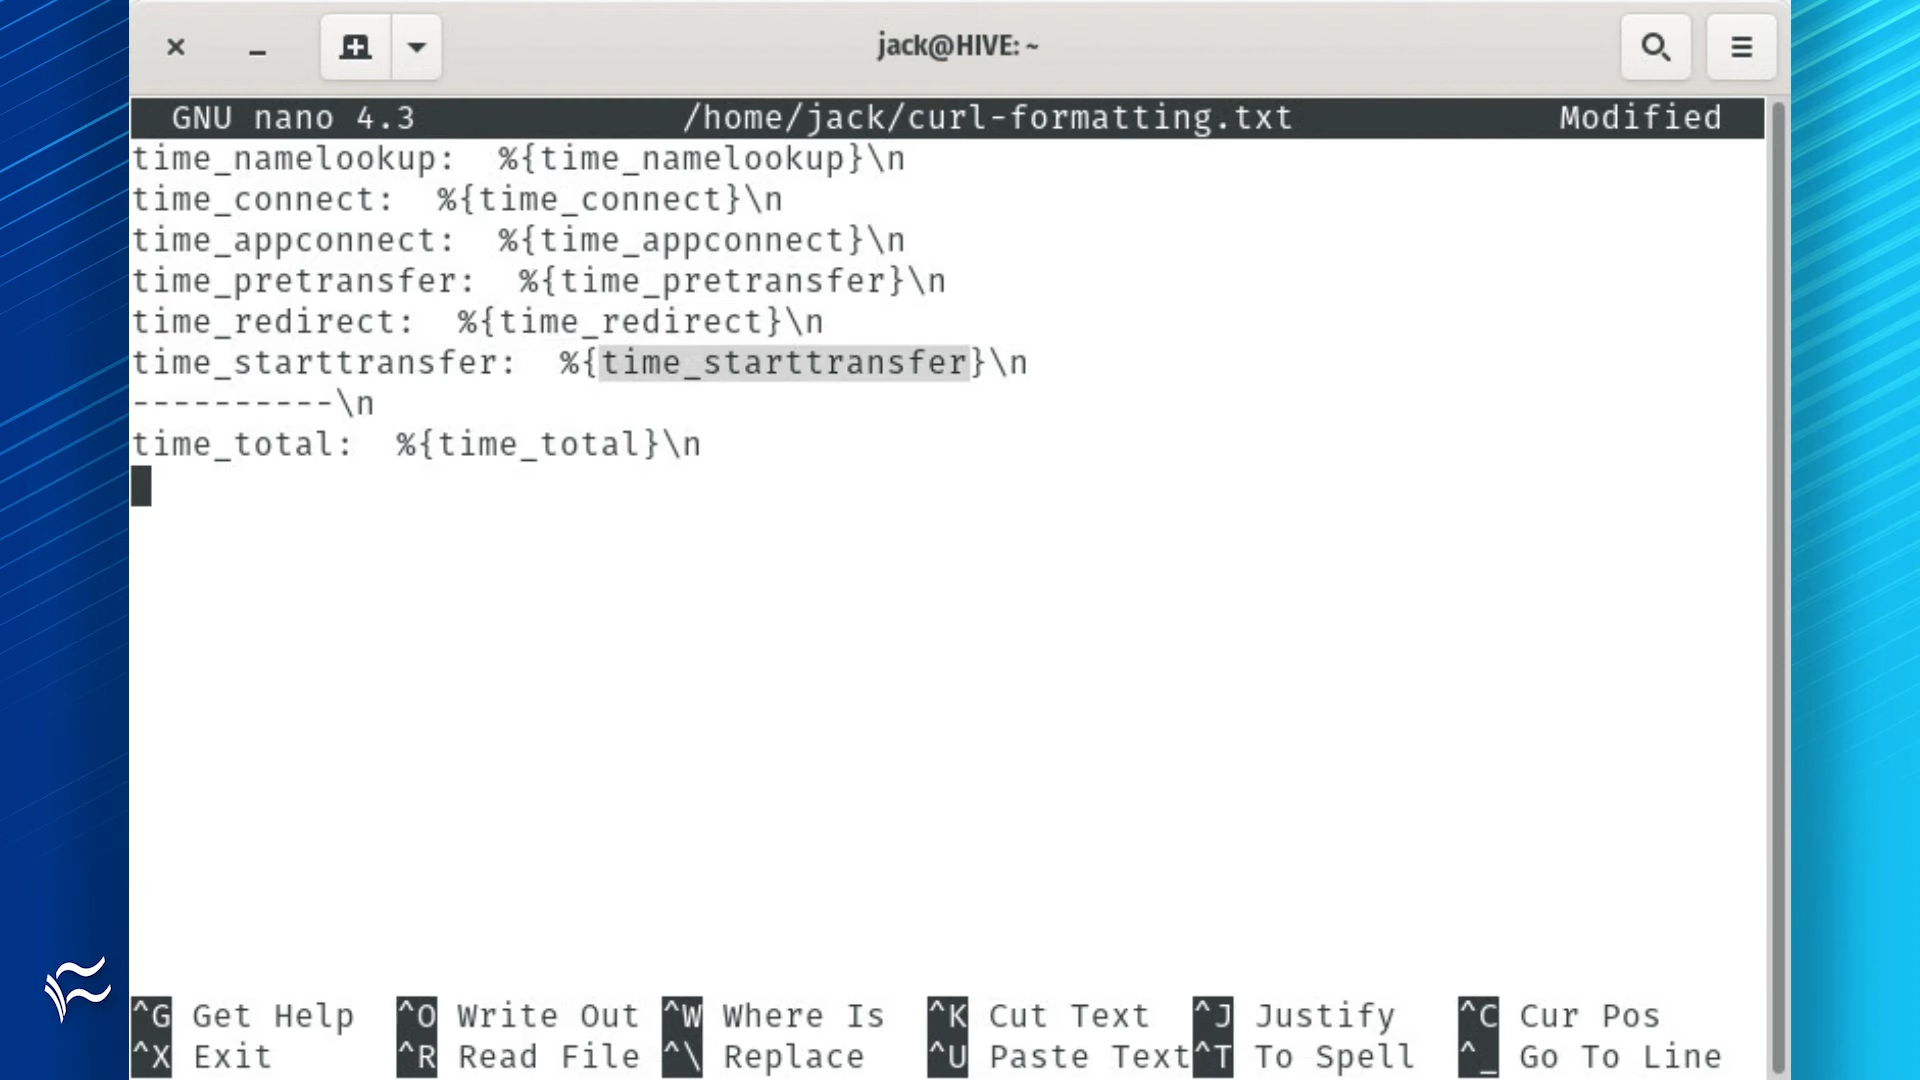 jack@HIVE: ~
GNU nano 4.3 /home/jack/curl-formatting.txt Modified
time_namelookup:  %{time_namelookup}\n
time_connect:  %{time_connect}\n
time_appconnect:  %{time_appconnect}\n
time_pretransfer:  %{time_pretransfer}\n
time_redirect:  %{time_redirect}\n
time_starttransfer:  %{time_starttransfer}\n
----------\n
time_total:  %{time_total}\n
^G Get Help ^O Write Out ^W Where Is ^K Cut Text ^J Justify ^C Cur Pos
^X Exit ^R Read File ^\ Replace ^U Paste Text ^T To Spell ^_ Go To Line